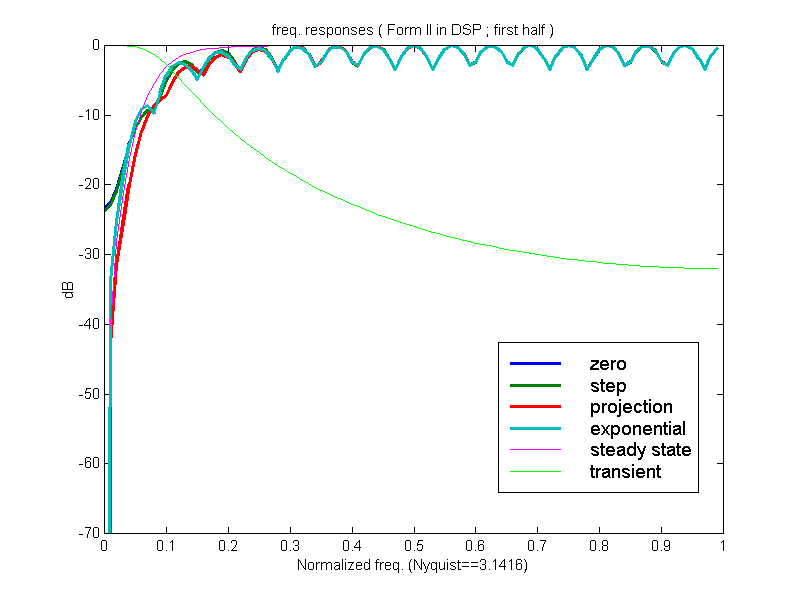 freq. responses ( Form II in DSP ; first half )
0
-10
-20
-30
-40
-50
-60
-70
dB
zero
step
projection
exponential
steady state
transient
0 0.1 0.2 0.3 0.4 0.5 0.6 0.7 0.8 0.9 1
Normalized freq. (Nyquist==3.1416)